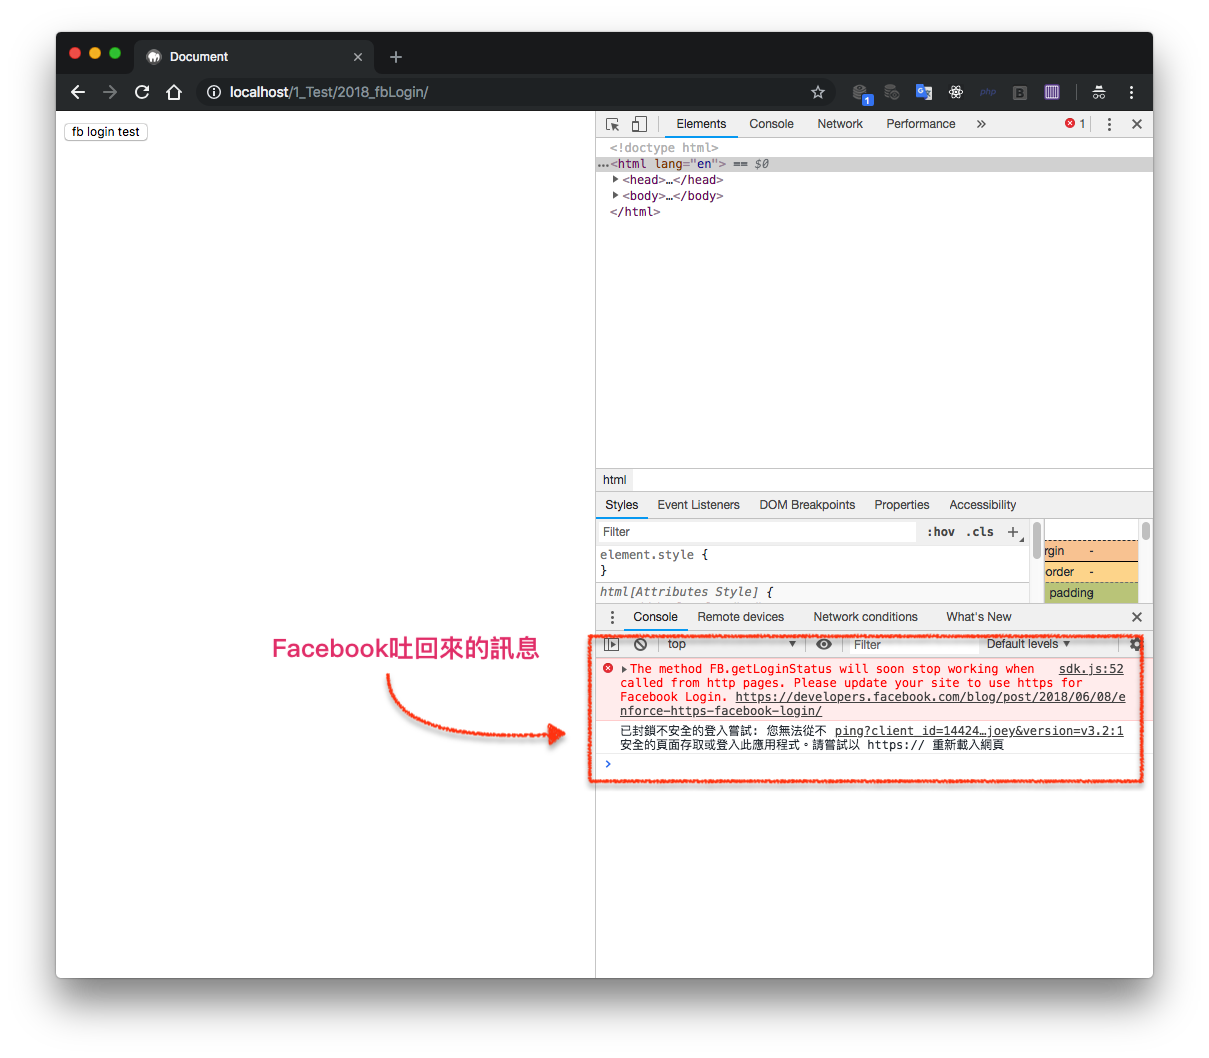 Document
localhost/1_Test/2018_fbLogin/
1
php
B
fb login test
Elements Console Network Performance » 1
<!doctype html>
…<html lang="en"> == $0
<head>…</head>
<body>…</body>
</html>
html
Styles Event Listeners DOM Breakpoints Properties Accessibility
Filter :hov .cls +
element.style {
}
html[Attributes Style] {
rgin -
order -
padding
Console Remote devices Network conditions What's New
top Filter Default levels
Facebook吐回來的訊息
The method FB.getLoginStatus will soon stop working when sdk.js:52
called from http pages. Please update your site to use https for
Facebook Login. https://developers.facebook.com/blog/post/2018/06/08/e
nforce-https-facebook-login/
已封鎖不安全的登入嘗試: 您無法從不 ping?client_id=14424…joey&version=v3.2:1
安全的頁面存取或登入此應用程式。請嘗試以 https:// 重新載入網頁
>